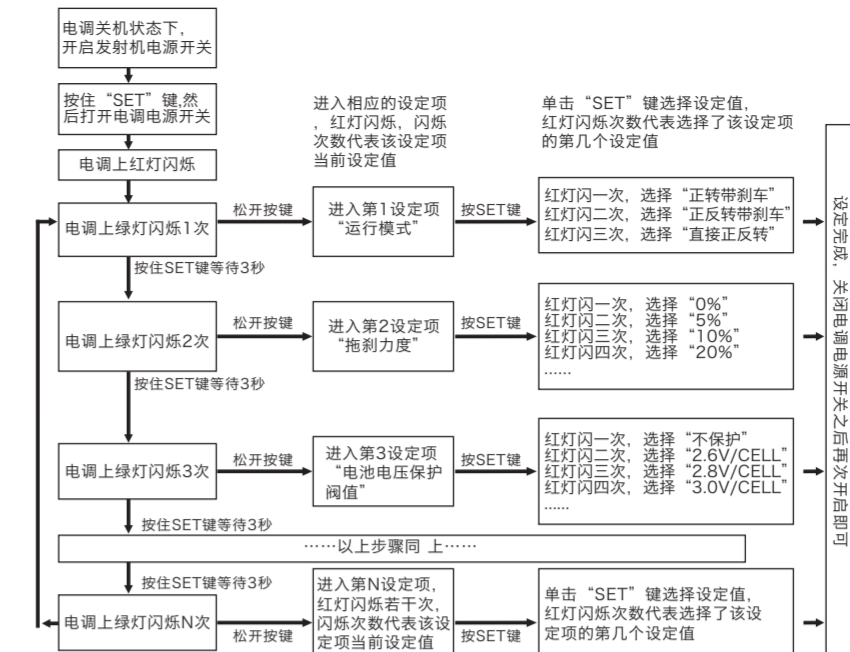 电调关机状态下，
开启发射机电源开关
按住“SET”键,然
后打开电调电源开关
电调上红灯闪烁
进入相应的设定项
，红灯闪烁，闪烁
次数代表该设定项
当前设定值
单击“SET”键选择设定值，
红灯闪烁次数代表选择了该设定项
的第几个设定值
电调上绿灯闪烁1次
松开按键
进入第1设定项
“运行模式”
按SET键
红灯闪一次，选择“正转带刹车”
红灯闪二次，选择“正反转带刹车”
红灯闪三次，选择“直接正反转”
按住SET键等待3秒
电调上绿灯闪烁2次
松开按键
进入第2设定项
“拖刹力度”
按SET键
红灯闪一次，选择“0%”
红灯闪二次，选择“5%”
红灯闪三次，选择“10%”
红灯闪四次，选择“20%”
……
按住SET键等待3秒
电调上绿灯闪烁3次
松开按键
进入第3设定项
“电池电压保护
阀值”
按SET键
红灯闪一次，选择“不保护”
红灯闪二次，选择“2.6V/CELL”
红灯闪三次，选择“2.8V/CELL”
红灯闪四次，选择“3.0V/CELL”
……
按住SET键等待3秒
……以上步骤同 上……
按住SET键等待3秒
电调上绿灯闪烁N次
松开按键
进入第N设定项，
红灯闪烁若干次，
闪烁次数代表该设
定项当前设定值
按SET键
单击“SET”键选择设定值，
红灯闪烁次数代表选择了该设
定项的第几个设定值
设定完成，关闭电调电源开关之后再次开启即可